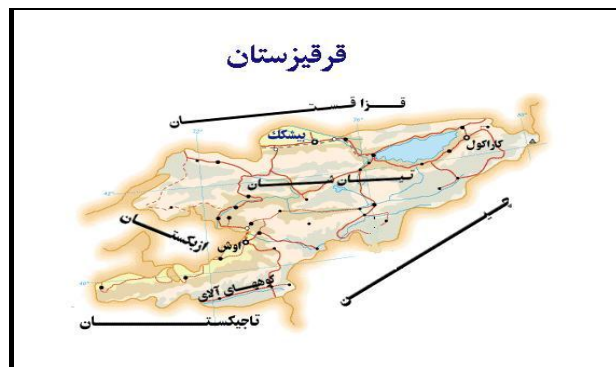 قرقیزستان
قزاقستان
بیشکک
کاراکول
تیان شان
چین
ازبکستان
اوش
کوههای آلای
تاجیکستان